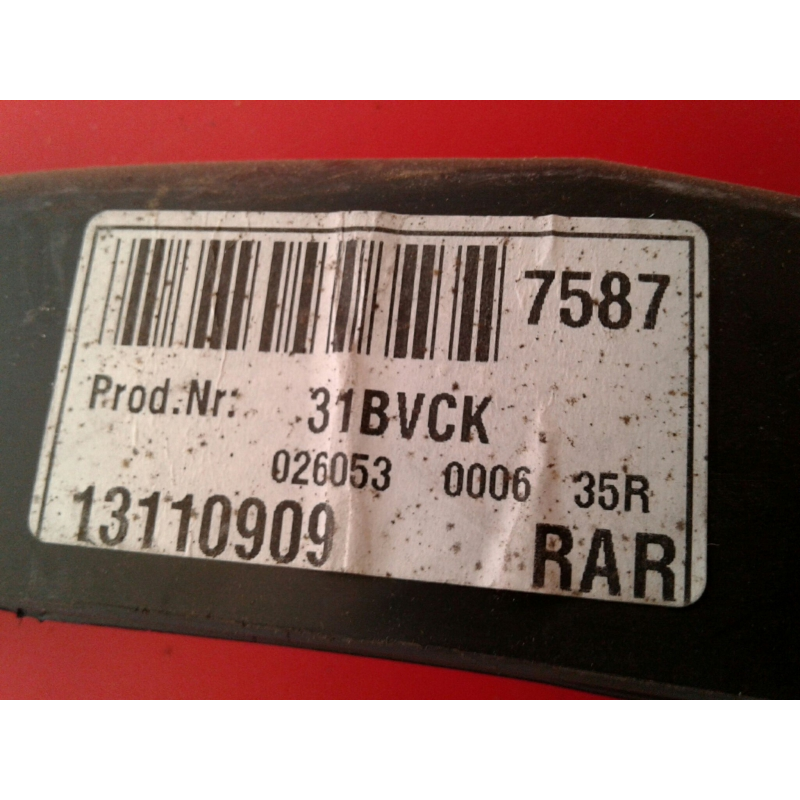 7587
Prod.Nr: 31BVCK
026053 0006 35R
13110909 RAR